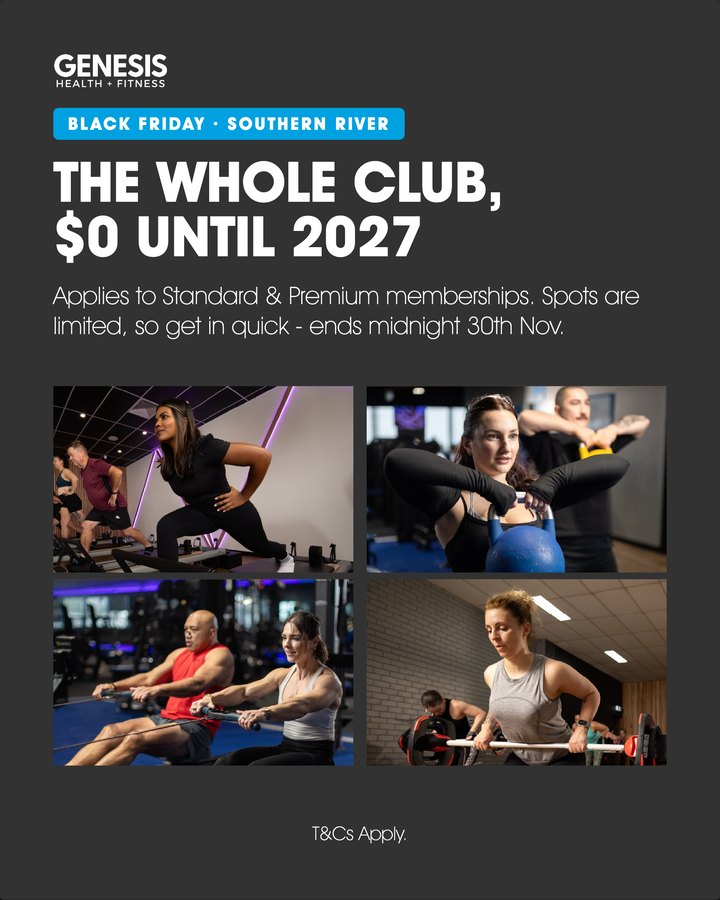 GENESIS
HEALTH + FITNESS
BLACK FRIDAY · SOUTHERN RIVER
THE WHOLE CLUB,
$0 UNTIL 2027
Applies to Standard & Premium memberships. Spots are
limited, so get in quick - ends midnight 30th Nov.
T&Cs Apply.